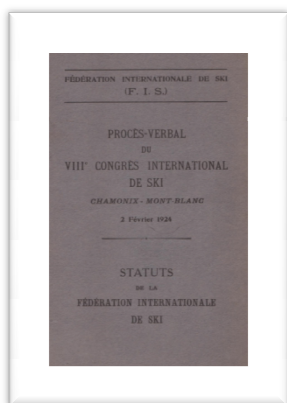 FÉDÉRATION INTERNATIONALE DE SKI
(F. I. S.)
PROCÈS-VERBAL
DU
VIIIe CONGRÈS INTERNATIONAL
DE SKI
CHAMONIX - MONT-BLANC
2 Février 1924
STATUTS
DE LA
FÉDÉRATION INTERNATIONALE
DE SKI